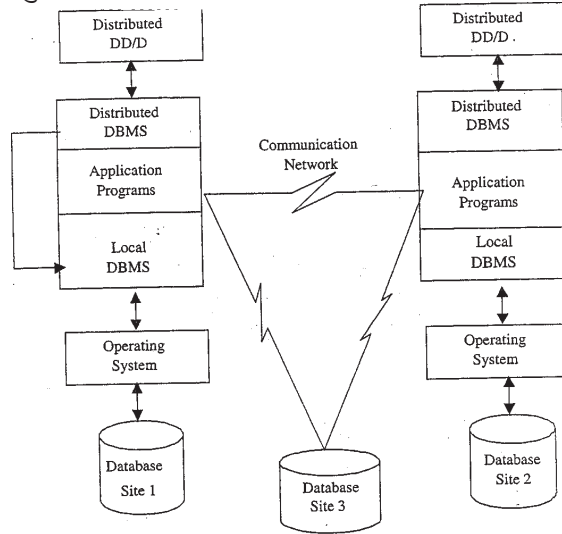 Distributed
DD/D
Distributed
DBMS
Application
Programs
Local
DBMS
Operating
System
Database
Site 1
Communication
Network
Database
Site 3
Distributed
DD/D
Distributed
DBMS
Application
Programs
Local
DBMS
Operating
System
Database
Site 2